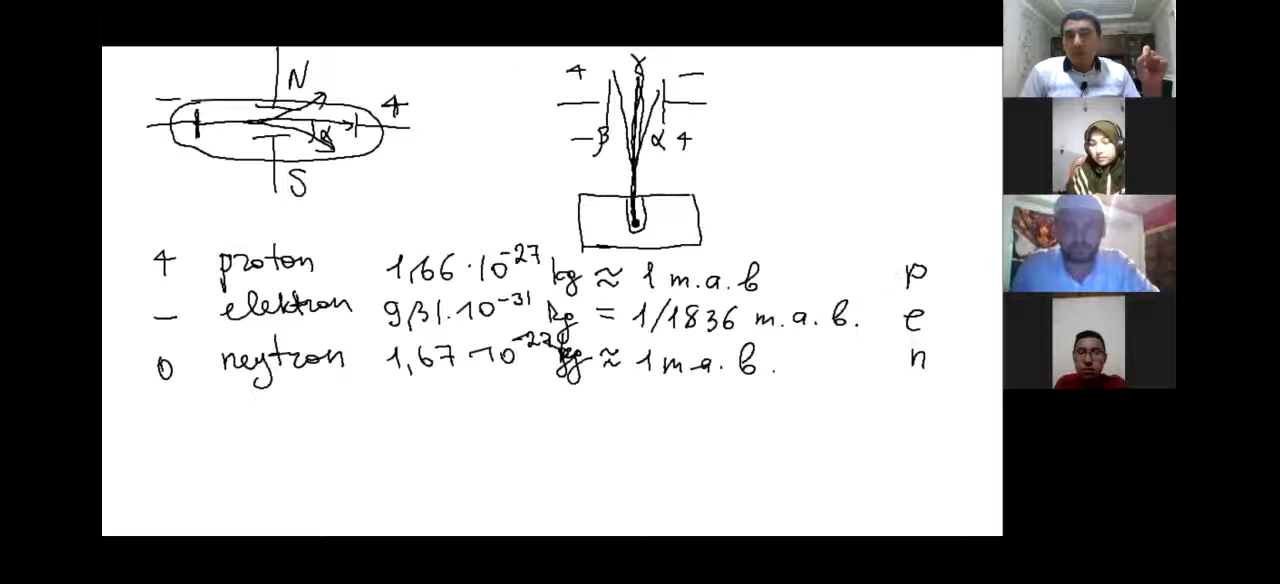 N
− +
α
S
+ γ −
− β α +
+ proton 1,66·10⁻²⁷ kg ≈ 1 m.a.b p
− elektron 9,31·10⁻³¹ kg = 1/1836 m.a.b. e
0 neytron 1,67·10⁻²⁷ kg ≈ 1 m.a.b. n